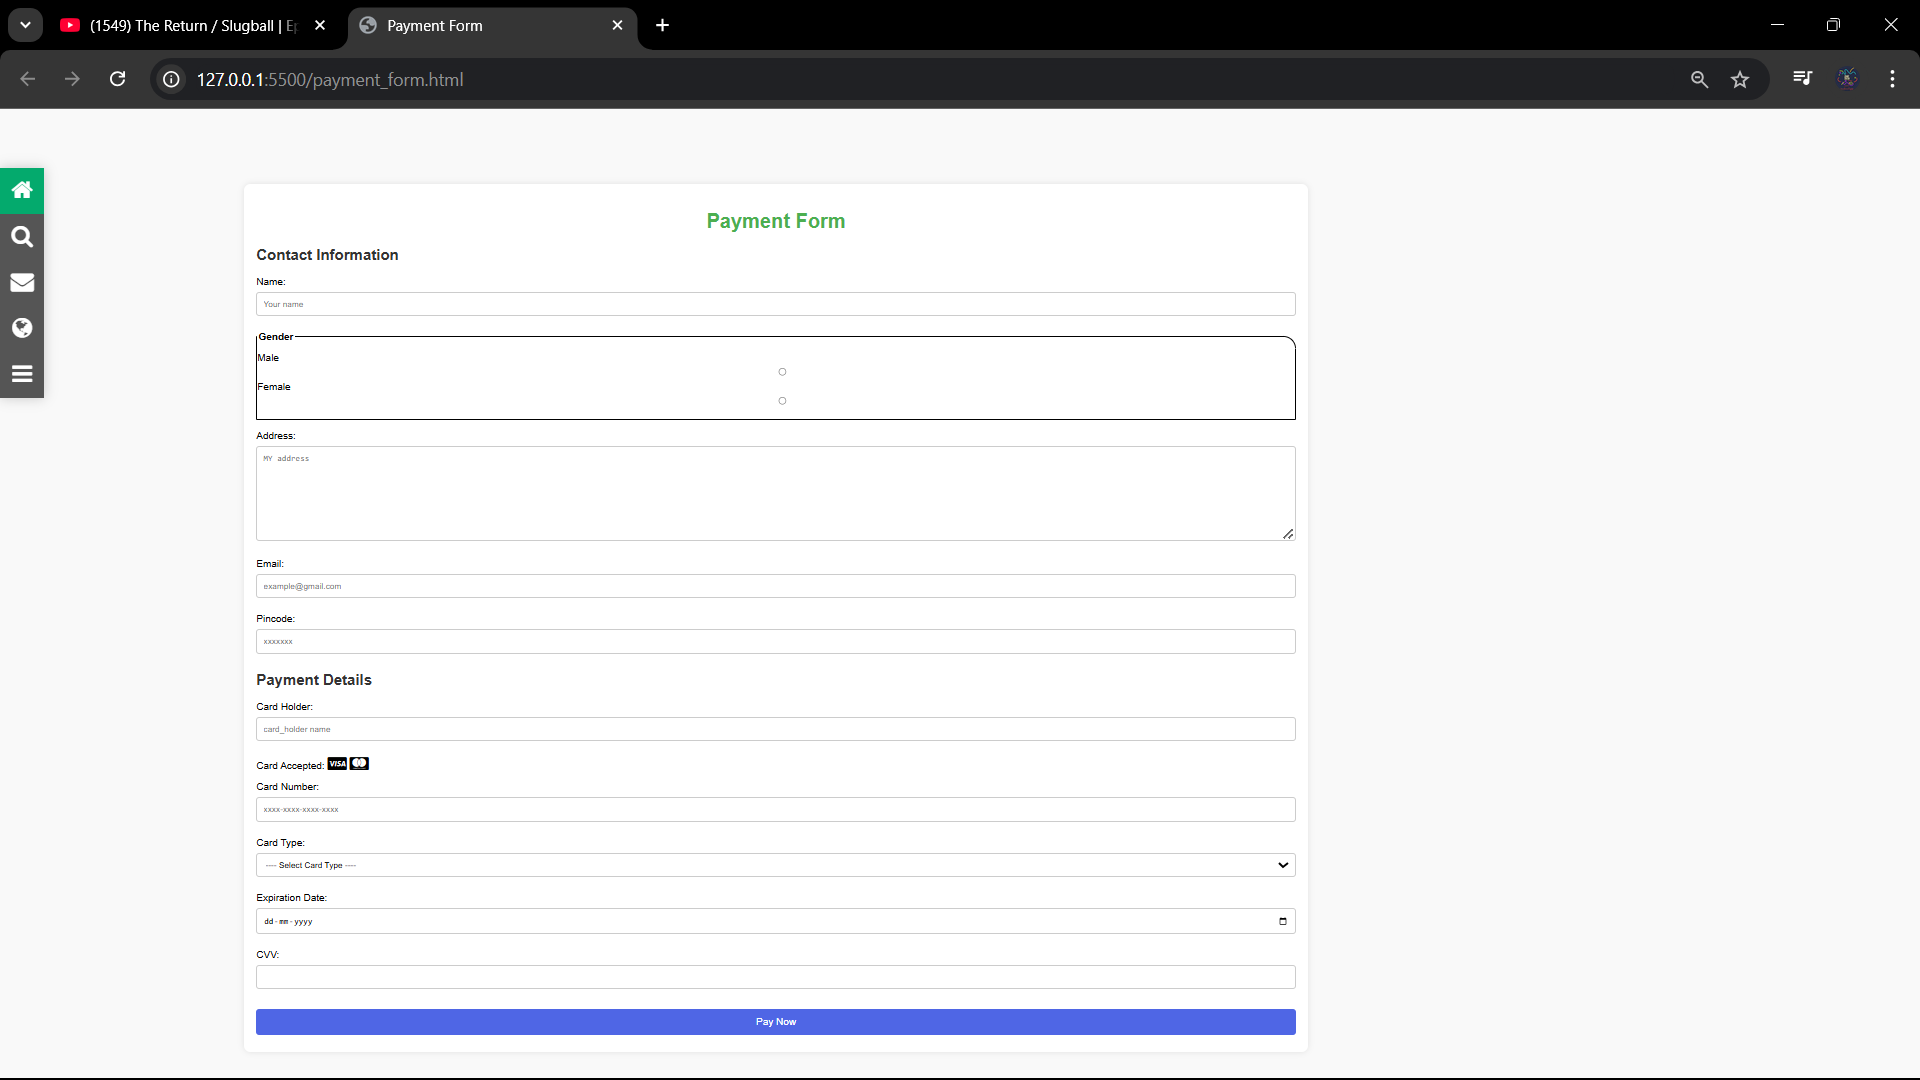 (1549) The Return / Slugball | Ep
Payment Form
127.0.0.1:5500/payment_form.html
Payment Form
Contact Information
Name:
Your name
Gender
Male
Female
Address:
MY address
Email:
example@gmail.com
Pincode:
xxxxxxx
Payment Details
Card Holder:
card_holder name
Card Accepted: VISA
Card Number:
xxxx-xxxx-xxxx-xxxx
Card Type:
---- Select Card Type ----
Expiration Date:
dd-mm-yyyy
CVV:
Pay Now